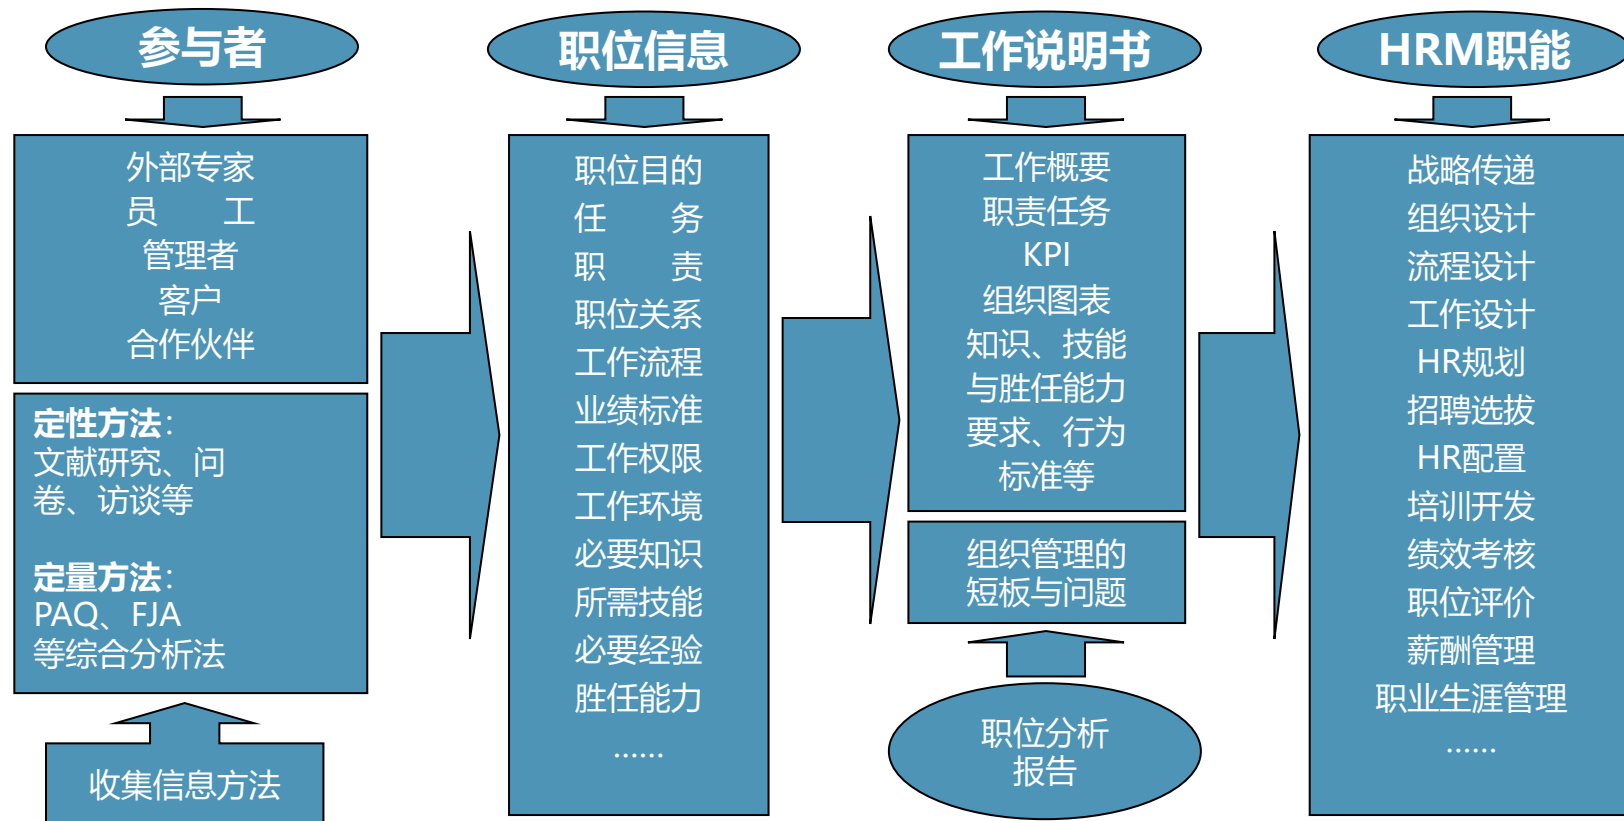 参与者
外部专家
员 工
管理者
客户
合作伙伴
定性方法：
文献研究、问
卷、访谈等
定量方法：
PAQ、FJA
等综合分析法
收集信息方法
职位信息
职位目的
任 务
职 责
职位关系
工作流程
业绩标准
工作权限
工作环境
必要知识
所需技能
必要经验
胜任能力
……
工作说明书
工作概要
职责任务
KPI
组织图表
知识、技能
与胜任能力
要求、行为
标准等
组织管理的
短板与问题
职位分析
报告
HRM职能
战略传递
组织设计
流程设计
工作设计
HR规划
招聘选拔
HR配置
培训开发
绩效考核
职位评价
薪酬管理
职业生涯管理
……